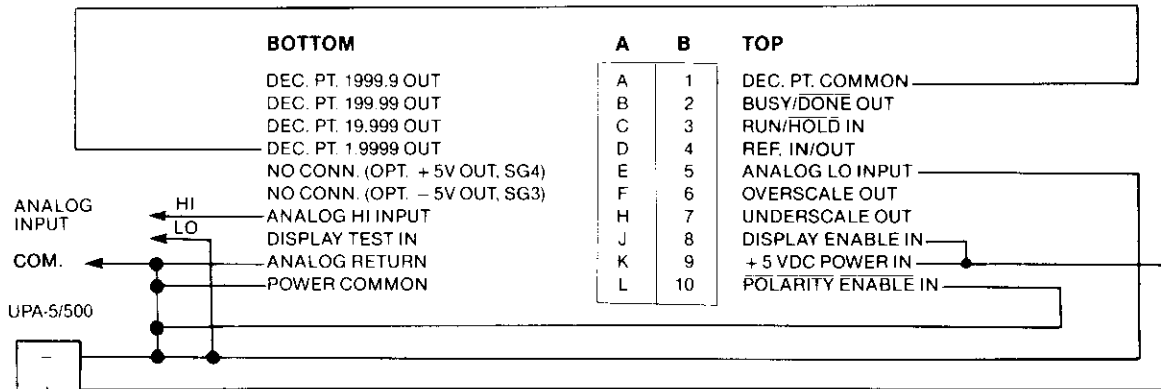 BOTTOM A B TOP
DEC. PT. 1999.9 OUT A 1 DEC. PT. COMMON
DEC. PT. 199.99 OUT B 2 BUSY/DONE OUT
DEC. PT. 19.999 OUT C 3 RUN/HOLD IN
DEC. PT. 1.9999 OUT D 4 REF. IN/OUT
NO CONN. (OPT. + 5V OUT, SG4) E 5 ANALOG LO INPUT
NO CONN. (OPT. – 5V OUT, SG3) F 6 OVERSCALE OUT
ANALOG INPUT HI ANALOG HI INPUT H 7 UNDERSCALE OUT
LO DISPLAY TEST IN J 8 DISPLAY ENABLE IN
COM. ANALOG RETURN K 9 + 5 VDC POWER IN
POWER COMMON L 10 POLARITY ENABLE IN
UPA-5/500
–